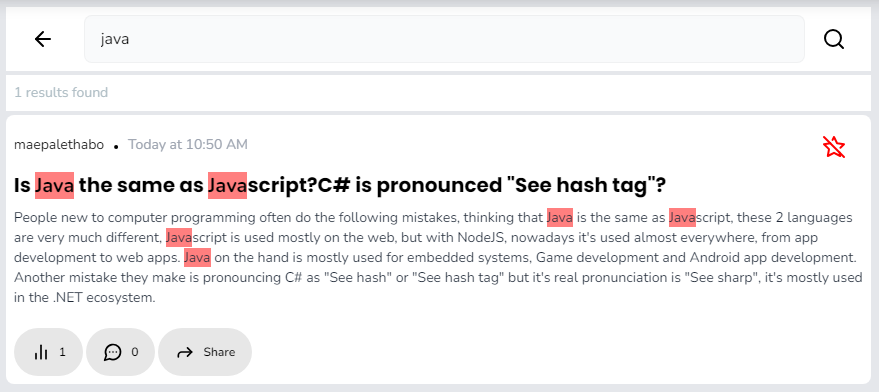 java
1 results found
maepalethabo • Today at 10:50 AM
Is Java the same as Javascript?C# is pronounced "See hash tag"?
People new to computer programming often do the following mistakes, thinking that Java is the same as Javascript, these 2 languages
are very much different, Javascript is used mostly on the web, but with NodeJS, nowadays it's used almost everywhere, from app
development to web apps. Java on the hand is mostly used for embedded systems, Game development and Android app development.
Another mistake they make is pronouncing C# as "See hash" or "See hash tag" but it's real pronunciation is "See sharp", it's mostly used
in the .NET ecosystem.
1 0 Share